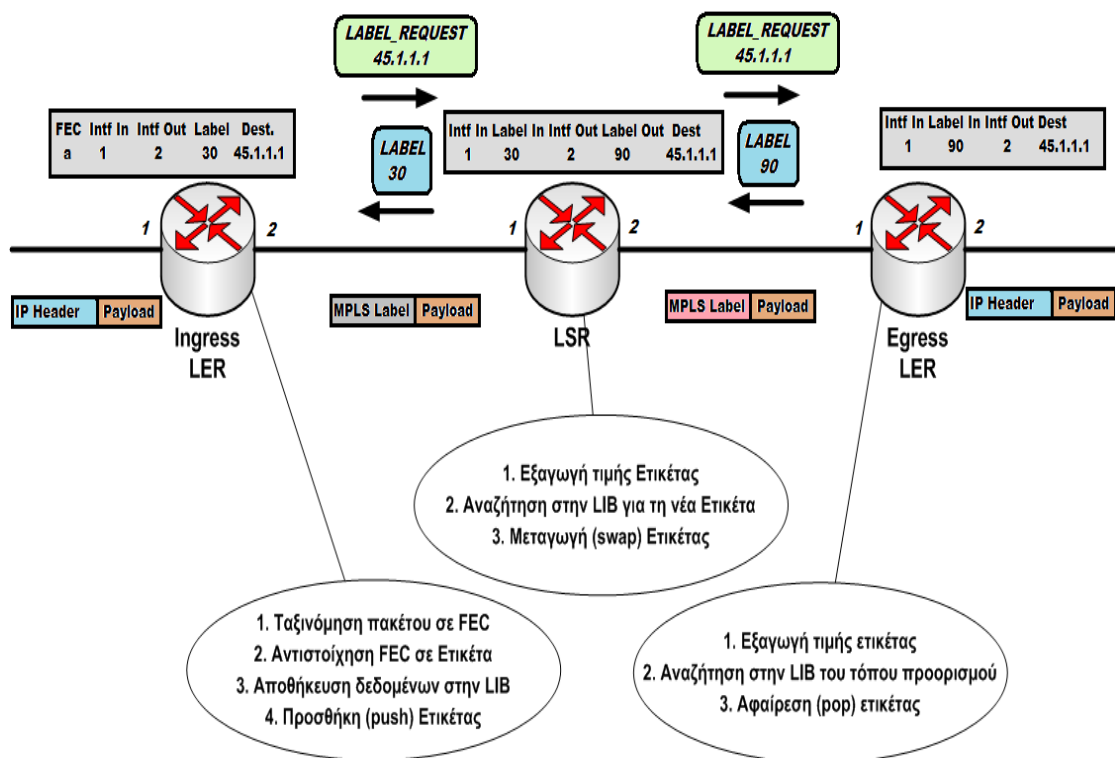 LABEL_REQUEST
45.1.1.1
LABEL_REQUEST
45.1.1.1
FEC Intf In Intf Out Label Dest.
a 1 2 30 45.1.1.1
LABEL
30
Intf In Label In Intf Out Label Out Dest
1 30 2 90 45.1.1.1
LABEL
90
Intf In Label In Intf Out Dest
1 90 2 45.1.1.1
1 2
1 2
1 2
IP Header Payload
MPLS Label Payload
MPLS Label Payload
IP Header Payload
Ingress
LER
LSR
Egress
LER
1. Εξαγωγή τιμής Ετικέτας
2. Αναζήτηση στην LIB για τη νέα Ετικέτα
3. Μεταγωγή (swap) Ετικέτας
1. Ταξινόμηση πακέτου σε FEC
2. Αντιστοίχηση FEC σε Ετικέτα
3. Αποθήκευση δεδομένων στην LIB
4. Προσθήκη (push) Ετικέτας
1. Εξαγωγή τιμής ετικέτας
2. Αναζήτηση στην LIB του τόπου προορισμού
3. Αφαίρεση (pop) ετικέτας